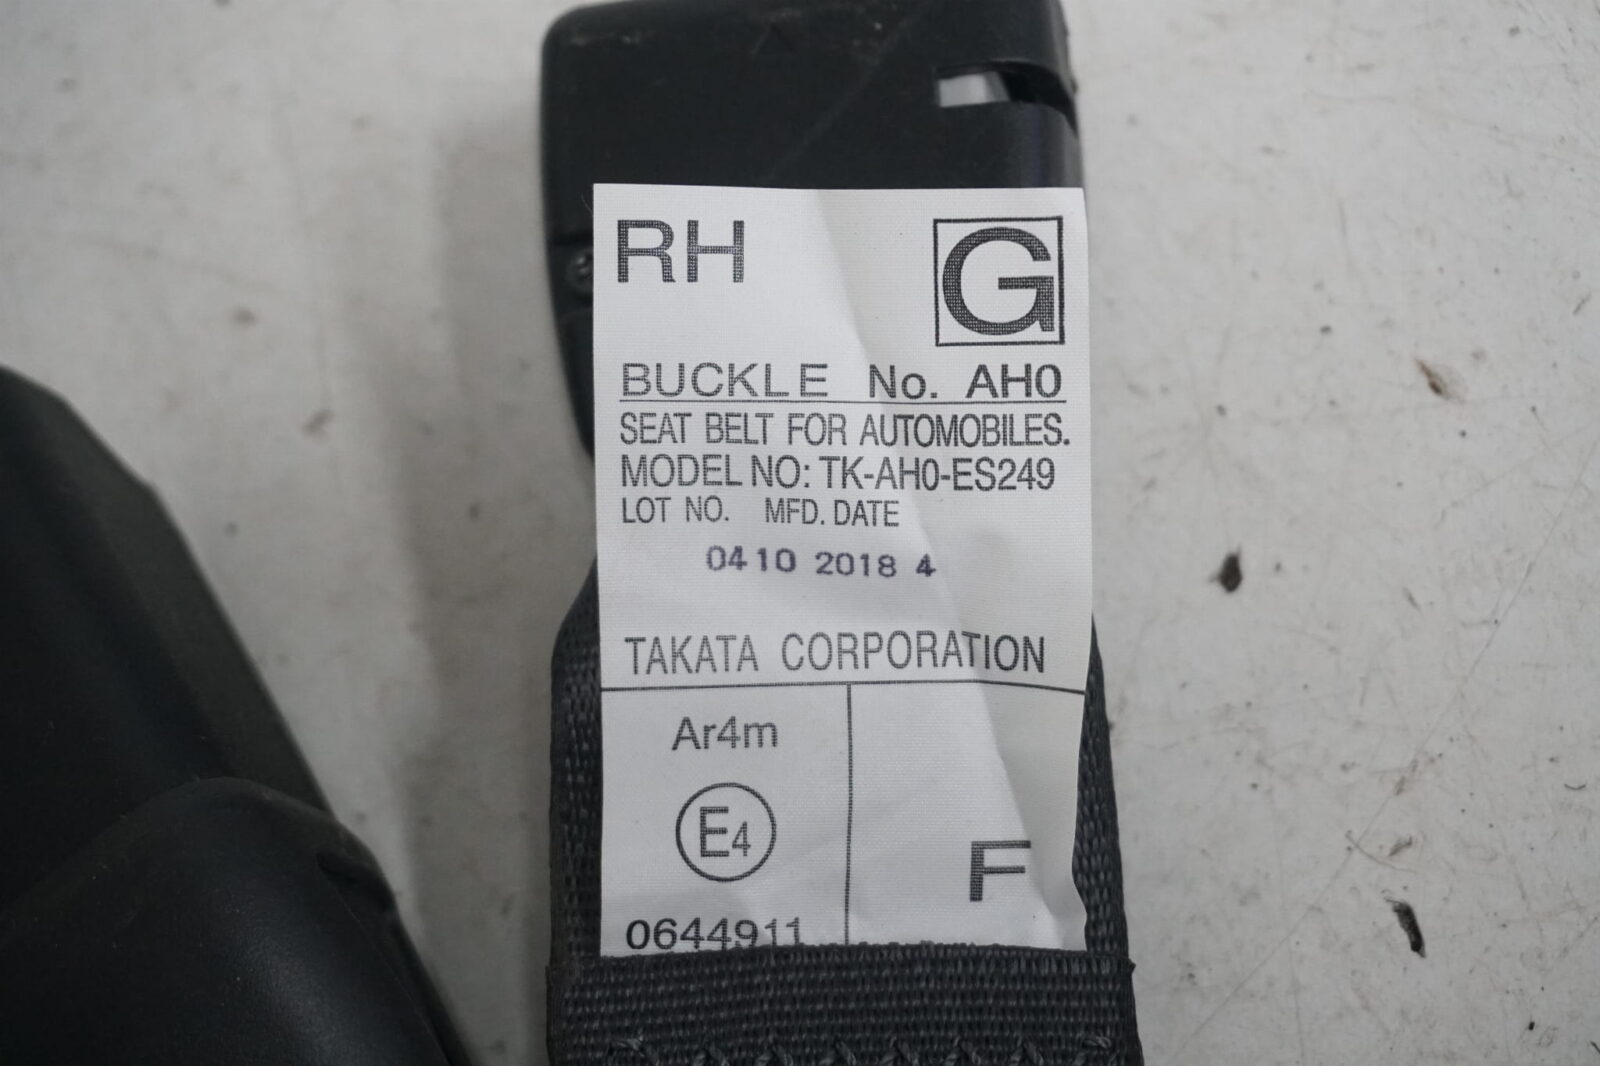 RH G
BUCKLE No. AH0
SEAT BELT FOR AUTOMOBILES.
MODEL NO: TK-AH0-ES249
LOT NO. MFD. DATE
0410 2018 4
TAKATA CORPORATION
Ar4m
E4
F
0644911